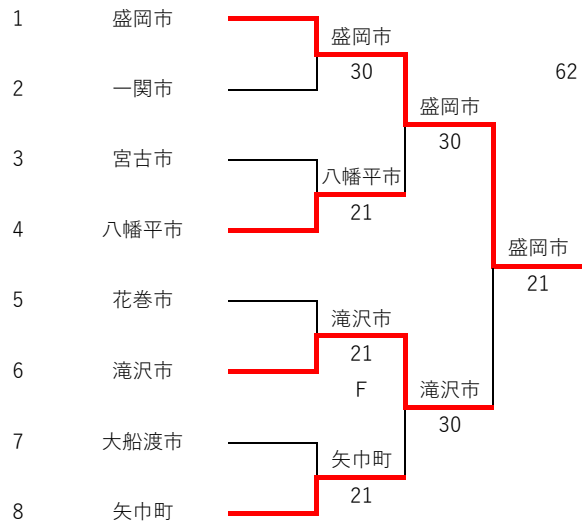 1 盛岡市
盛岡市
30
62
2 一関市
盛岡市
30
3 宮古市
八幡平市
21
4 八幡平市
盛岡市
21
5 花巻市
滝沢市
21
6 滝沢市
F
滝沢市
30
7 大船渡市
矢巾町
21
8 矢巾町